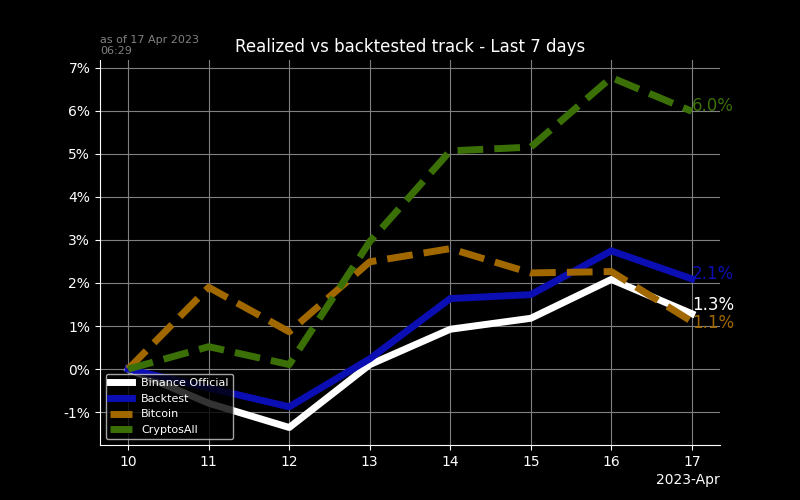 as of 17 Apr 2023
06:29
Realized vs backtested track - Last 7 days
7%
6%
5%
4%
3%
2%
1%
0%
-1%
6.0%
2.1%
1.3%
1.1%
Binance Official
Backtest
Bitcoin
CryptosAll
10 11 12 13 14 15 16 17
2023-Apr